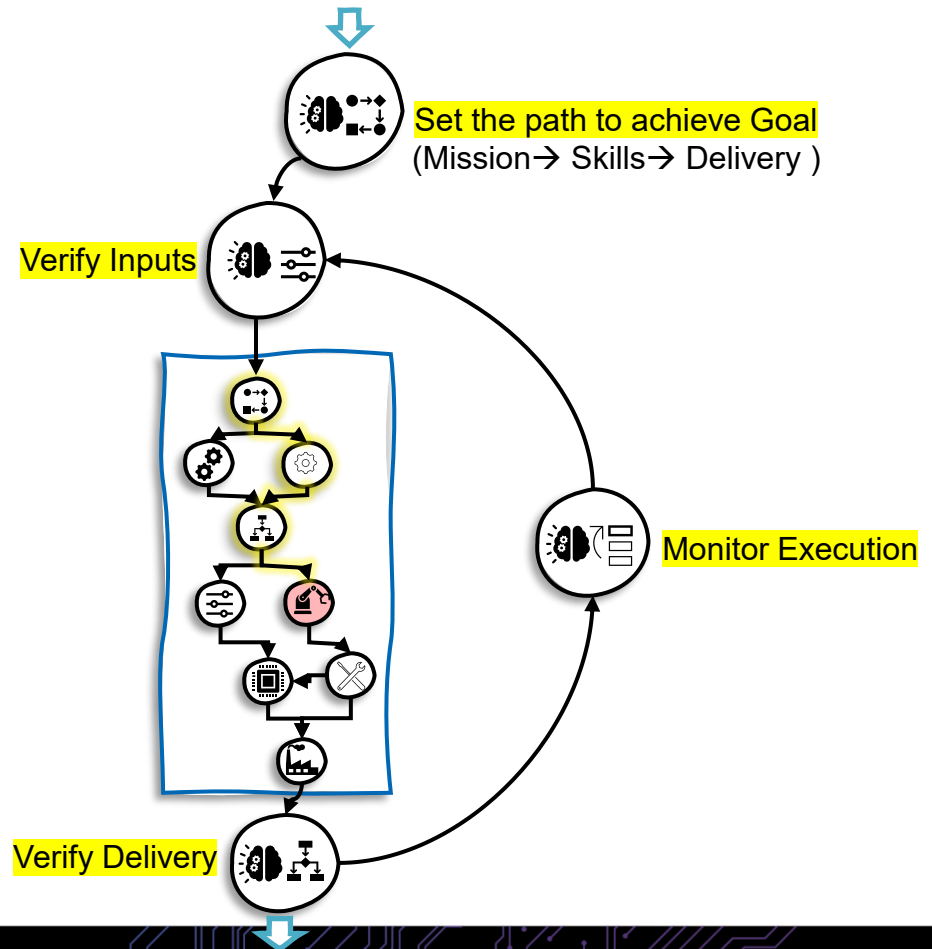 Set the path to achieve Goal
(Mission→ Skills→ Delivery )
Verify Inputs
Monitor Execution
Verify Delivery